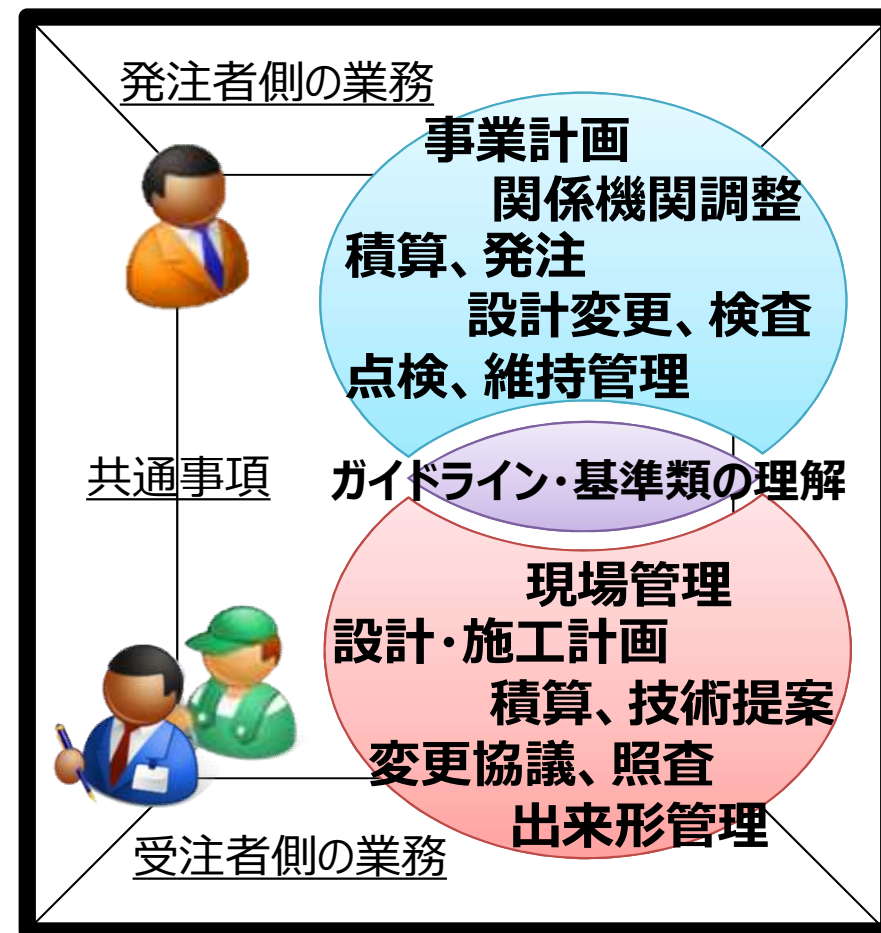 発注者側の業務
事業計画
関係機関調整
積算、発注
設計変更、検査
点検、維持管理
共通事項
ガイドライン・基準類の理解
現場管理
設計・施工計画
積算、技術提案
変更協議、照査
出来形管理
受注者側の業務